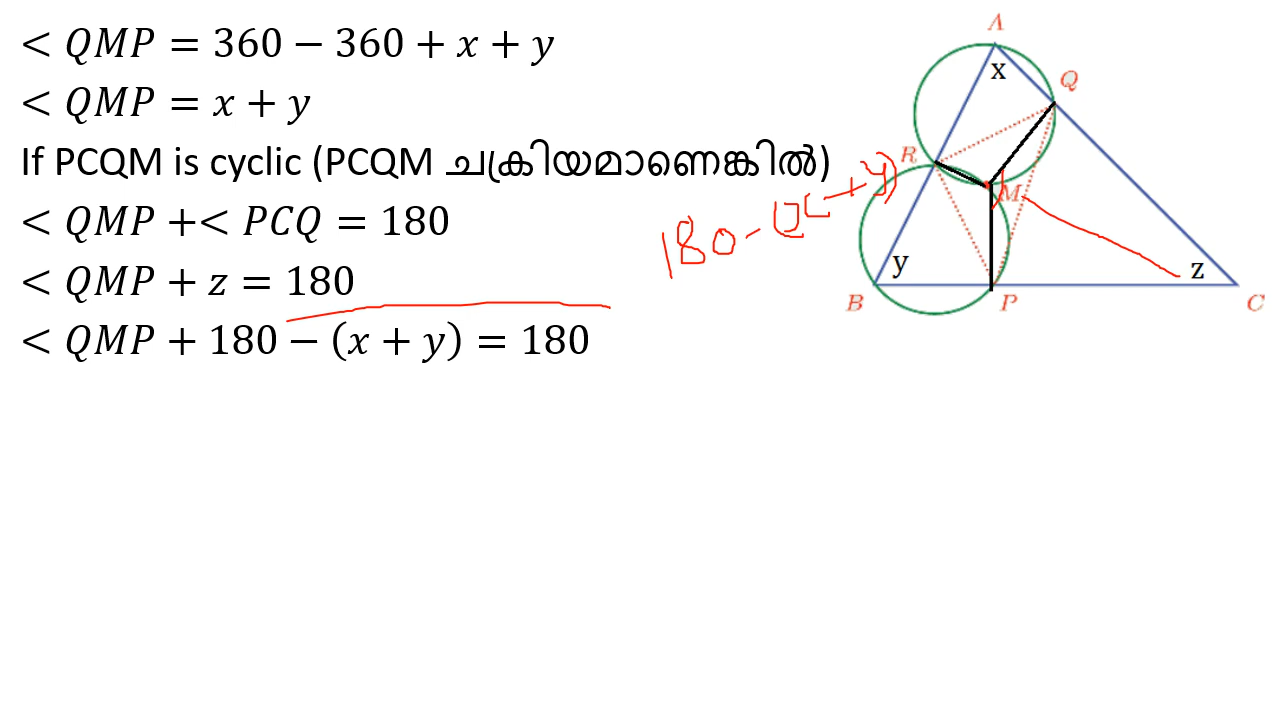 < QMP = 360 − 360 + x + y
< QMP = x + y
If PCQM is cyclic (PCQM ചക്രിയമാണെങ്കിൽ)
< QMP +< PCQ = 180
< QMP + z = 180
< QMP + 180 − (x + y) = 180
A
x
Q
R
180-(x+y)
M
y
z
B
P
C